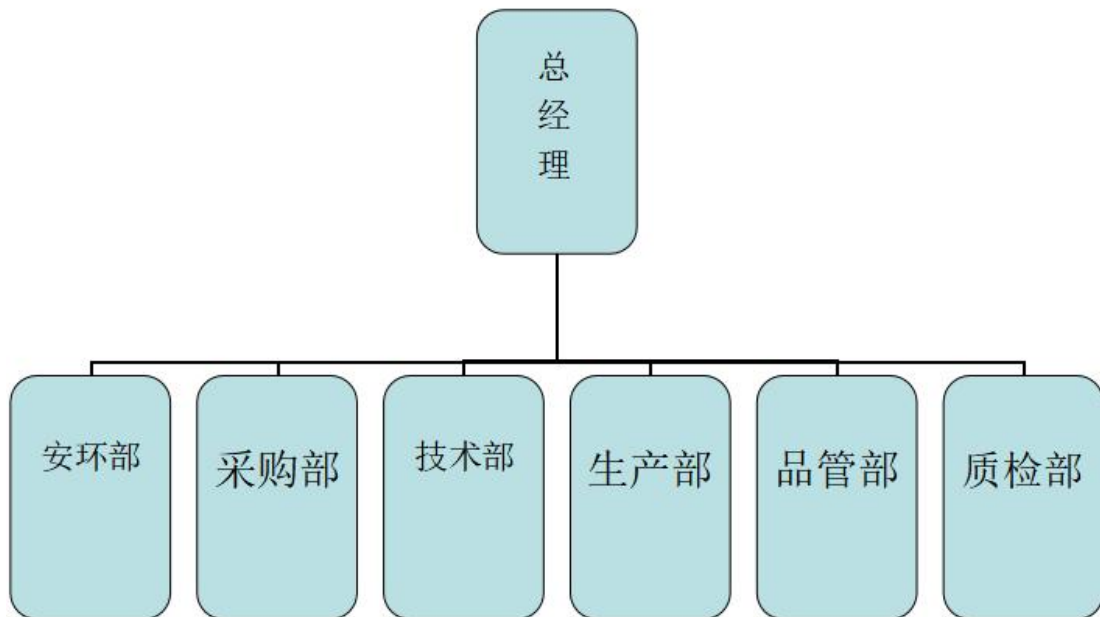 总
经
理
安环部
采购部
技术部
生产部
品管部
质检部